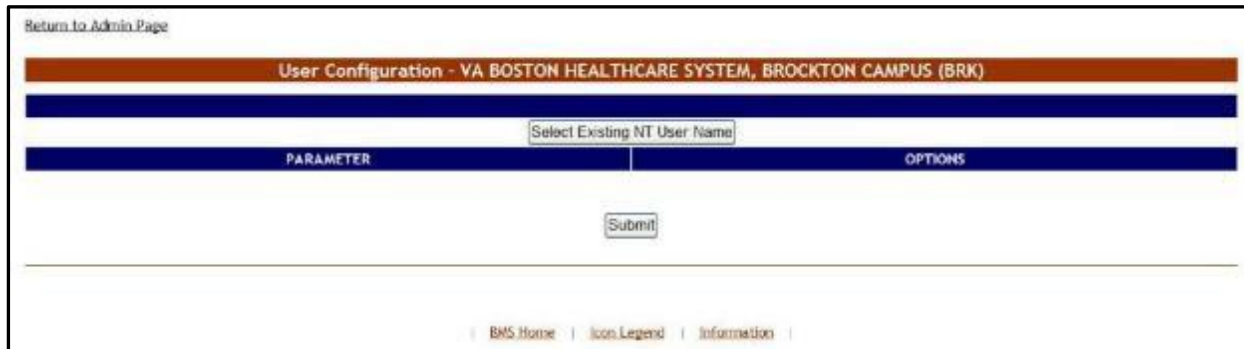 Return to Admin Page
User Configuration - VA BOSTON HEALTHCARE SYSTEM, BROCKTON CAMPUS (BRK)
Select Existing NT User Name
PARAMETER OPTIONS
Submit
| BMS Home | Icon Legend | Information |